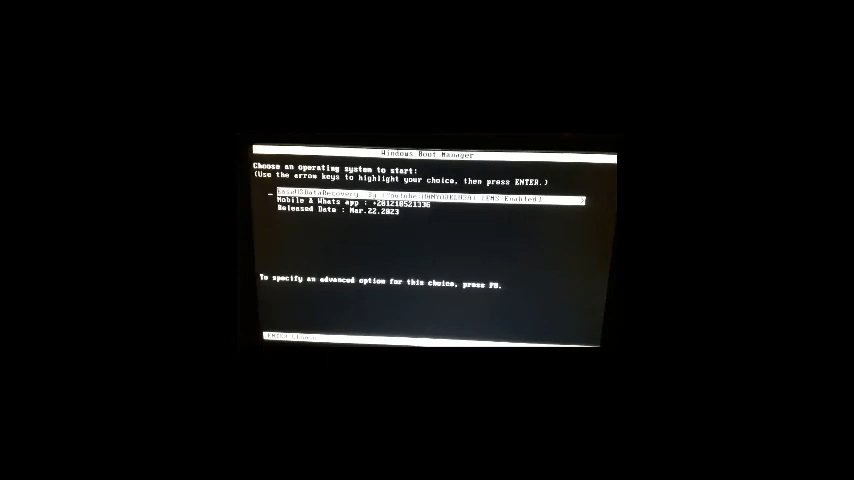 Windows Boot Manager
Choose an operating system to start:
(Use the arrow keys to highlight your choice, then press ENTER.)
Enabled]
Mobile & Whats app : +201210521336
Released Date : Mar.22.2023
To specify an advanced option for this choice, press F8.